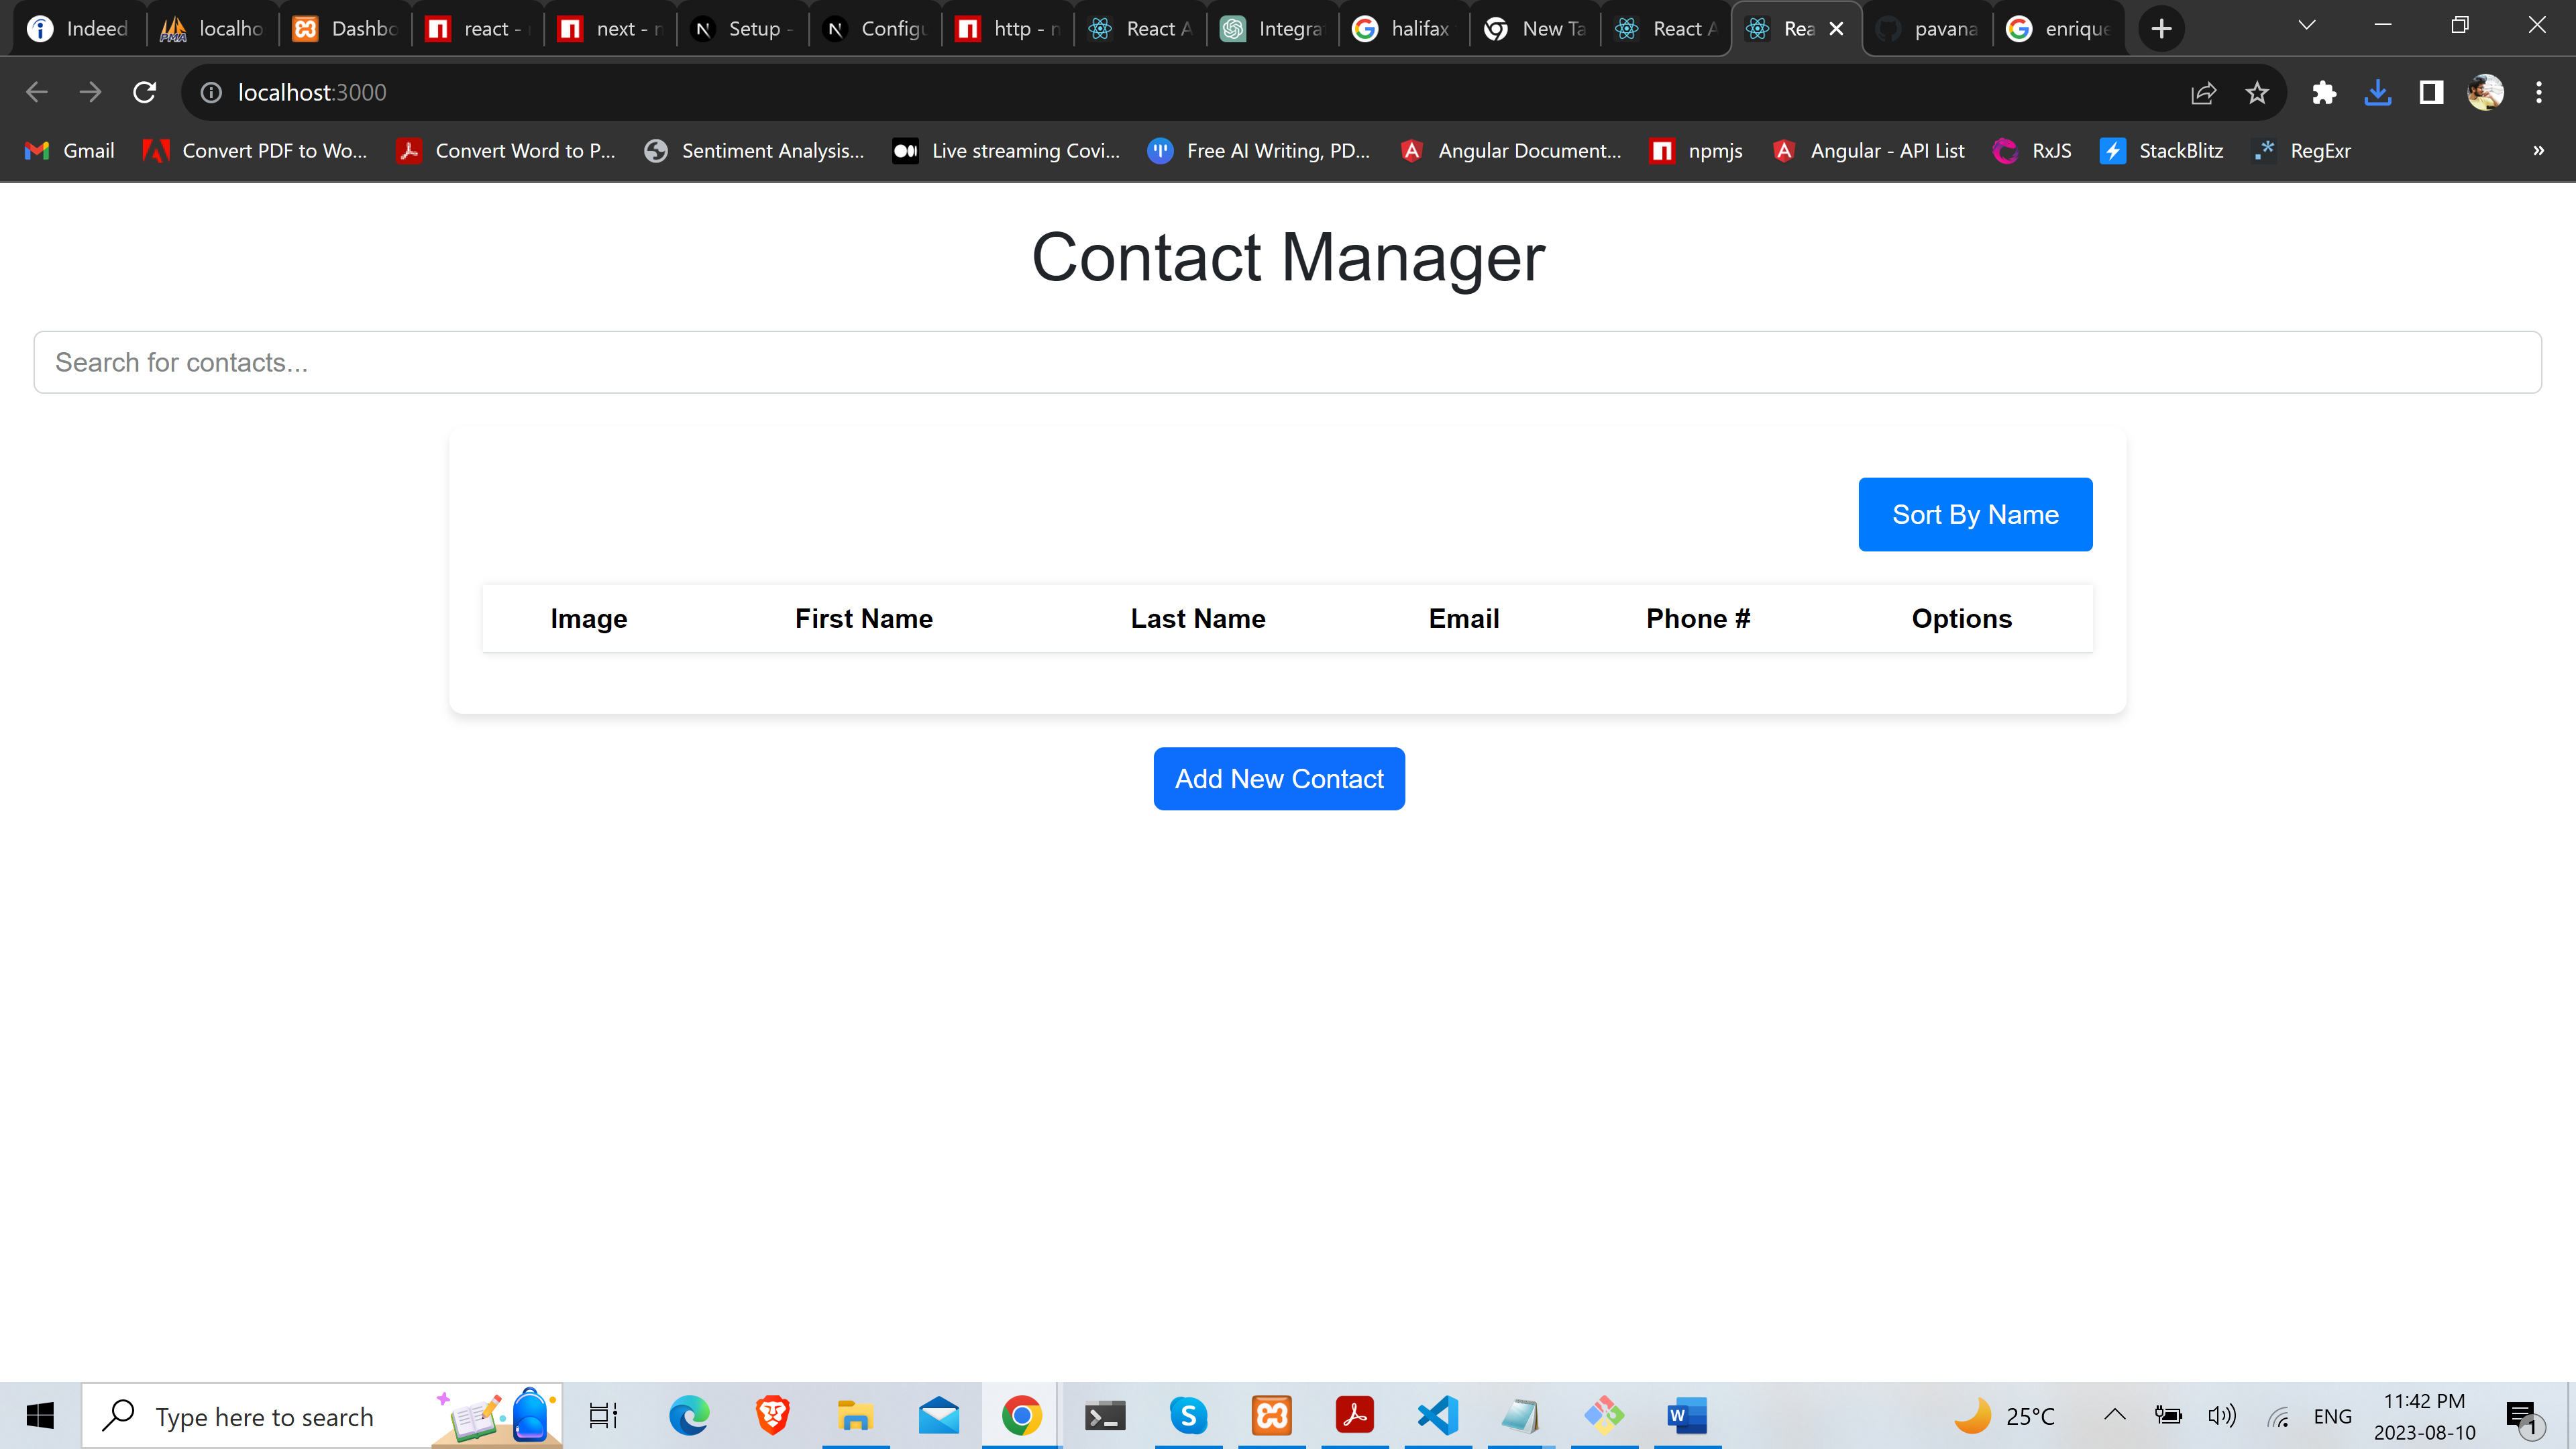 Indeed localho Dashbo react - next - n Setup - Config http - n React A Integra halifax New Ta React A Rea pavana enrique
localhost:3000
Gmail Convert PDF to Wo... Convert Word to P... Sentiment Analysis... Live streaming Covi... Free AI Writing, PD... Angular Document... npmjs Angular - API List RxJS StackBlitz RegExr »
Contact Manager
Search for contacts...
Sort By Name
Image First Name Last Name Email Phone # Options
Add New Contact
Type here to search
25°C ENG
11:42 PM
2023-08-10
1